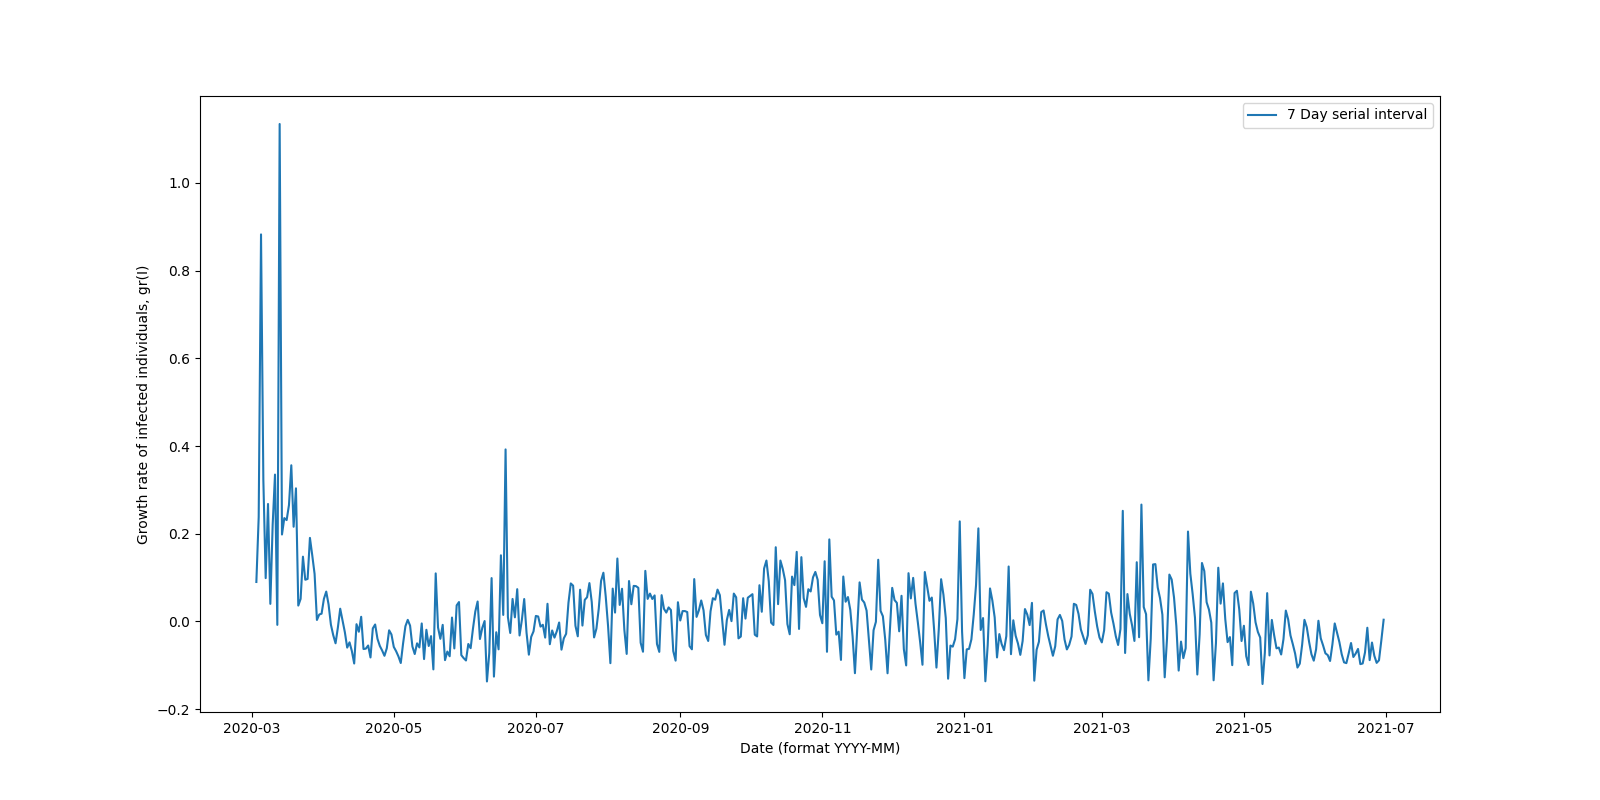 7 Day serial interval
Growth rate of infected individuals, gr(I)
1.0
0.8
0.6
0.4
0.2
0.0
−0.2
2020-03 2020-05 2020-07 2020-09 2020-11 2021-01 2021-03 2021-05 2021-07
Date (format YYYY-MM)